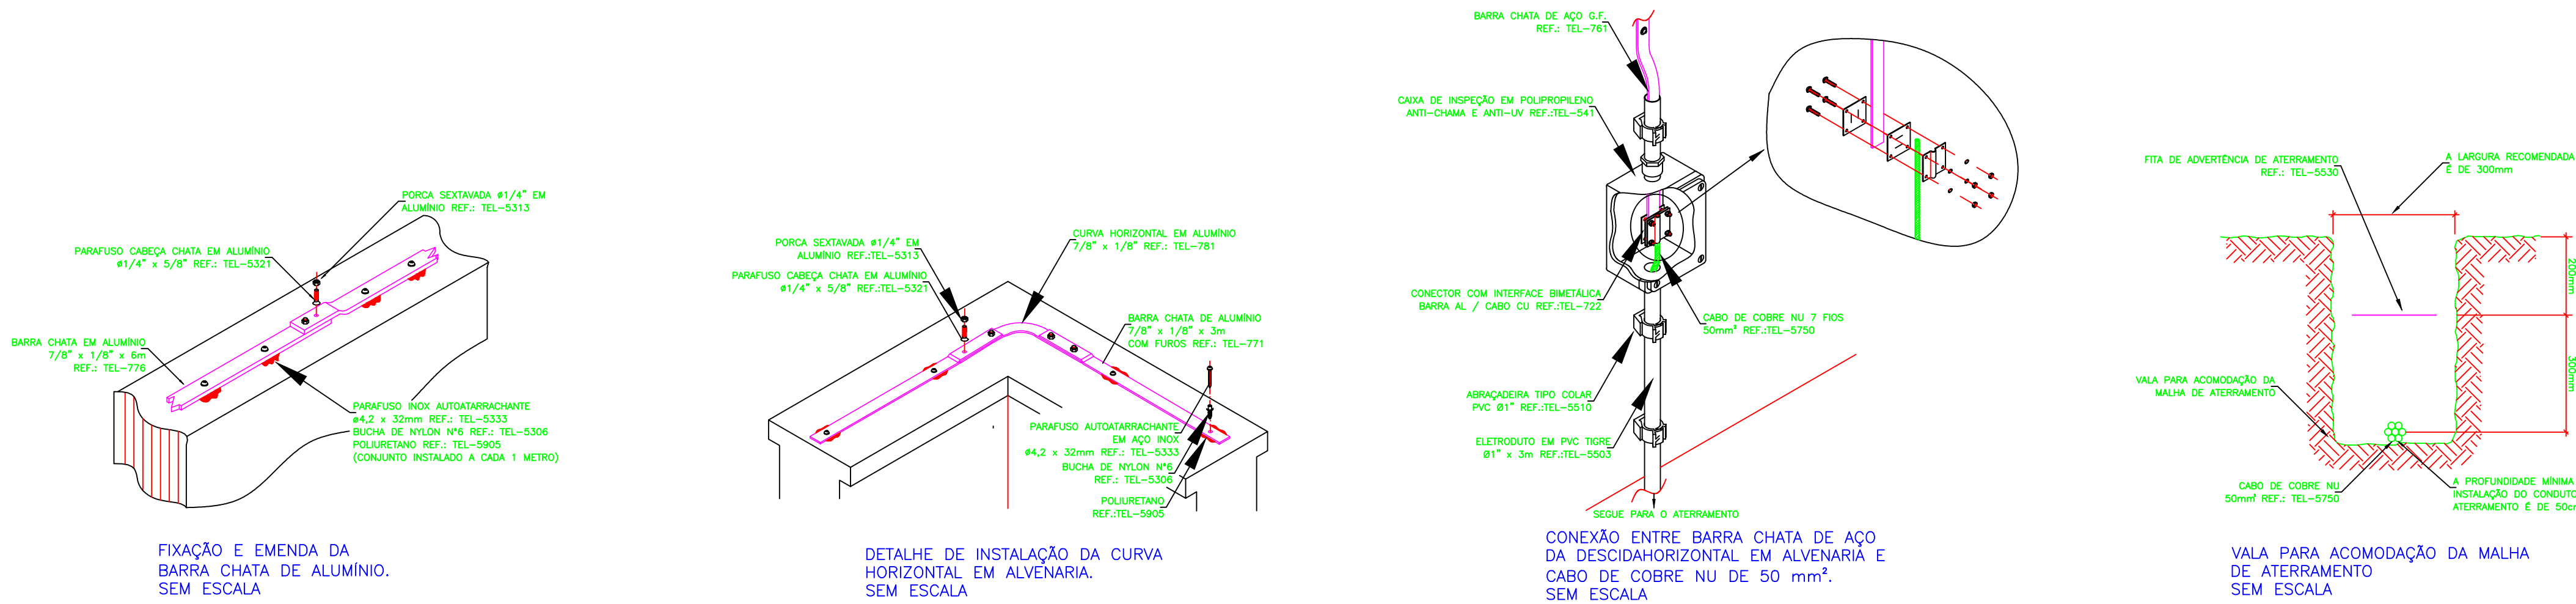 PORCA SEXTAVADA ø1/4" EM
ALUMÍNIO REF.: TEL-5313
PARAFUSO CABEÇA CHATA EM ALUMÍNIO
ø1/4" x 5/8" REF.: TEL-5321
BARRA CHATA EM ALUMÍNIO
7/8" x 1/8" x 6m
REF.: TEL-776
PARAFUSO INOX AUTOATARRACHANTE
ø4,2 x 32mm REF.: TEL-5333
BUCHA DE NYLON N°6 REF.: TEL-5306
POLIURETANO REF.: TEL-5905
(CONJUNTO INSTALADO A CADA 1 METRO)
FIXAÇÃO E EMENDA DA
BARRA CHATA DE ALUMÍNIO.
SEM ESCALA
PORCA SEXTAVADA ø1/4" EM
ALUMÍNIO REF.:TEL-5313
PARAFUSO CABEÇA CHATA EM ALUMÍNIO
ø1/4" x 5/8" REF.:TEL-5321
CURVA HORIZONTAL EM ALUMÍNIO
7/8" x 1/8" REF.: TEL-781
BARRA CHATA DE ALUMÍNIO
7/8" x 1/8" x 3m
COM FUROS REF.: TEL-771
PARAFUSO AUTOATARRACHANTE
EM AÇO INOX
ø4,2 x 32mm REF.: TEL-5333
BUCHA DE NYLON N°6
REF.: TEL-5306
POLIURETANO
REF.:TEL-5905
DETALHE DE INSTALAÇÃO DA CURVA
HORIZONTAL EM ALVENARIA.
SEM ESCALA
BARRA CHATA DE AÇO G.F.
REF.: TEL-761
CAIXA DE INSPEÇÃO EM POLIPROPILENO
ANTI-CHAMA E ANTI-UV REF.:TEL-541
CONECTOR COM INTERFACE BIMETÁLICA
BARRA AL / CABO CU REF.:TEL-722
CABO DE COBRE NU 7 FIOS
50mm² REF.:TEL-5750
ABRAÇADEIRA TIPO COLAR
PVC Ø1" REF.:TEL-5510
ELETRODUTO EM PVC TIGRE
Ø1" x 3m REF.:TEL-5503
SEGUE PARA O ATERRAMENTO
CONEXÃO ENTRE BARRA CHATA DE AÇO
DA DESCIDAHORIZONTAL EM ALVENARIA E
CABO DE COBRE NU DE 50 mm².
SEM ESCALA
FITA DE ADVERTÊNCIA DE ATERRAMENTO
REF.: TEL-5530
A LARGURA RECOMENDADA
É DE 300mm
200mm
300mm
VALA PARA ACOMODAÇÃO DA
MALHA DE ATERRAMENTO
CABO DE COBRE NU
50mm² REF.: TEL-5750
A PROFUNDIDADE MÍNIMA
INSTALAÇÃO DO CONDUTO
ATERRAMENTO É DE 50cm
VALA PARA ACOMODAÇÃO DA MALHA
DE ATERRAMENTO
SEM ESCALA